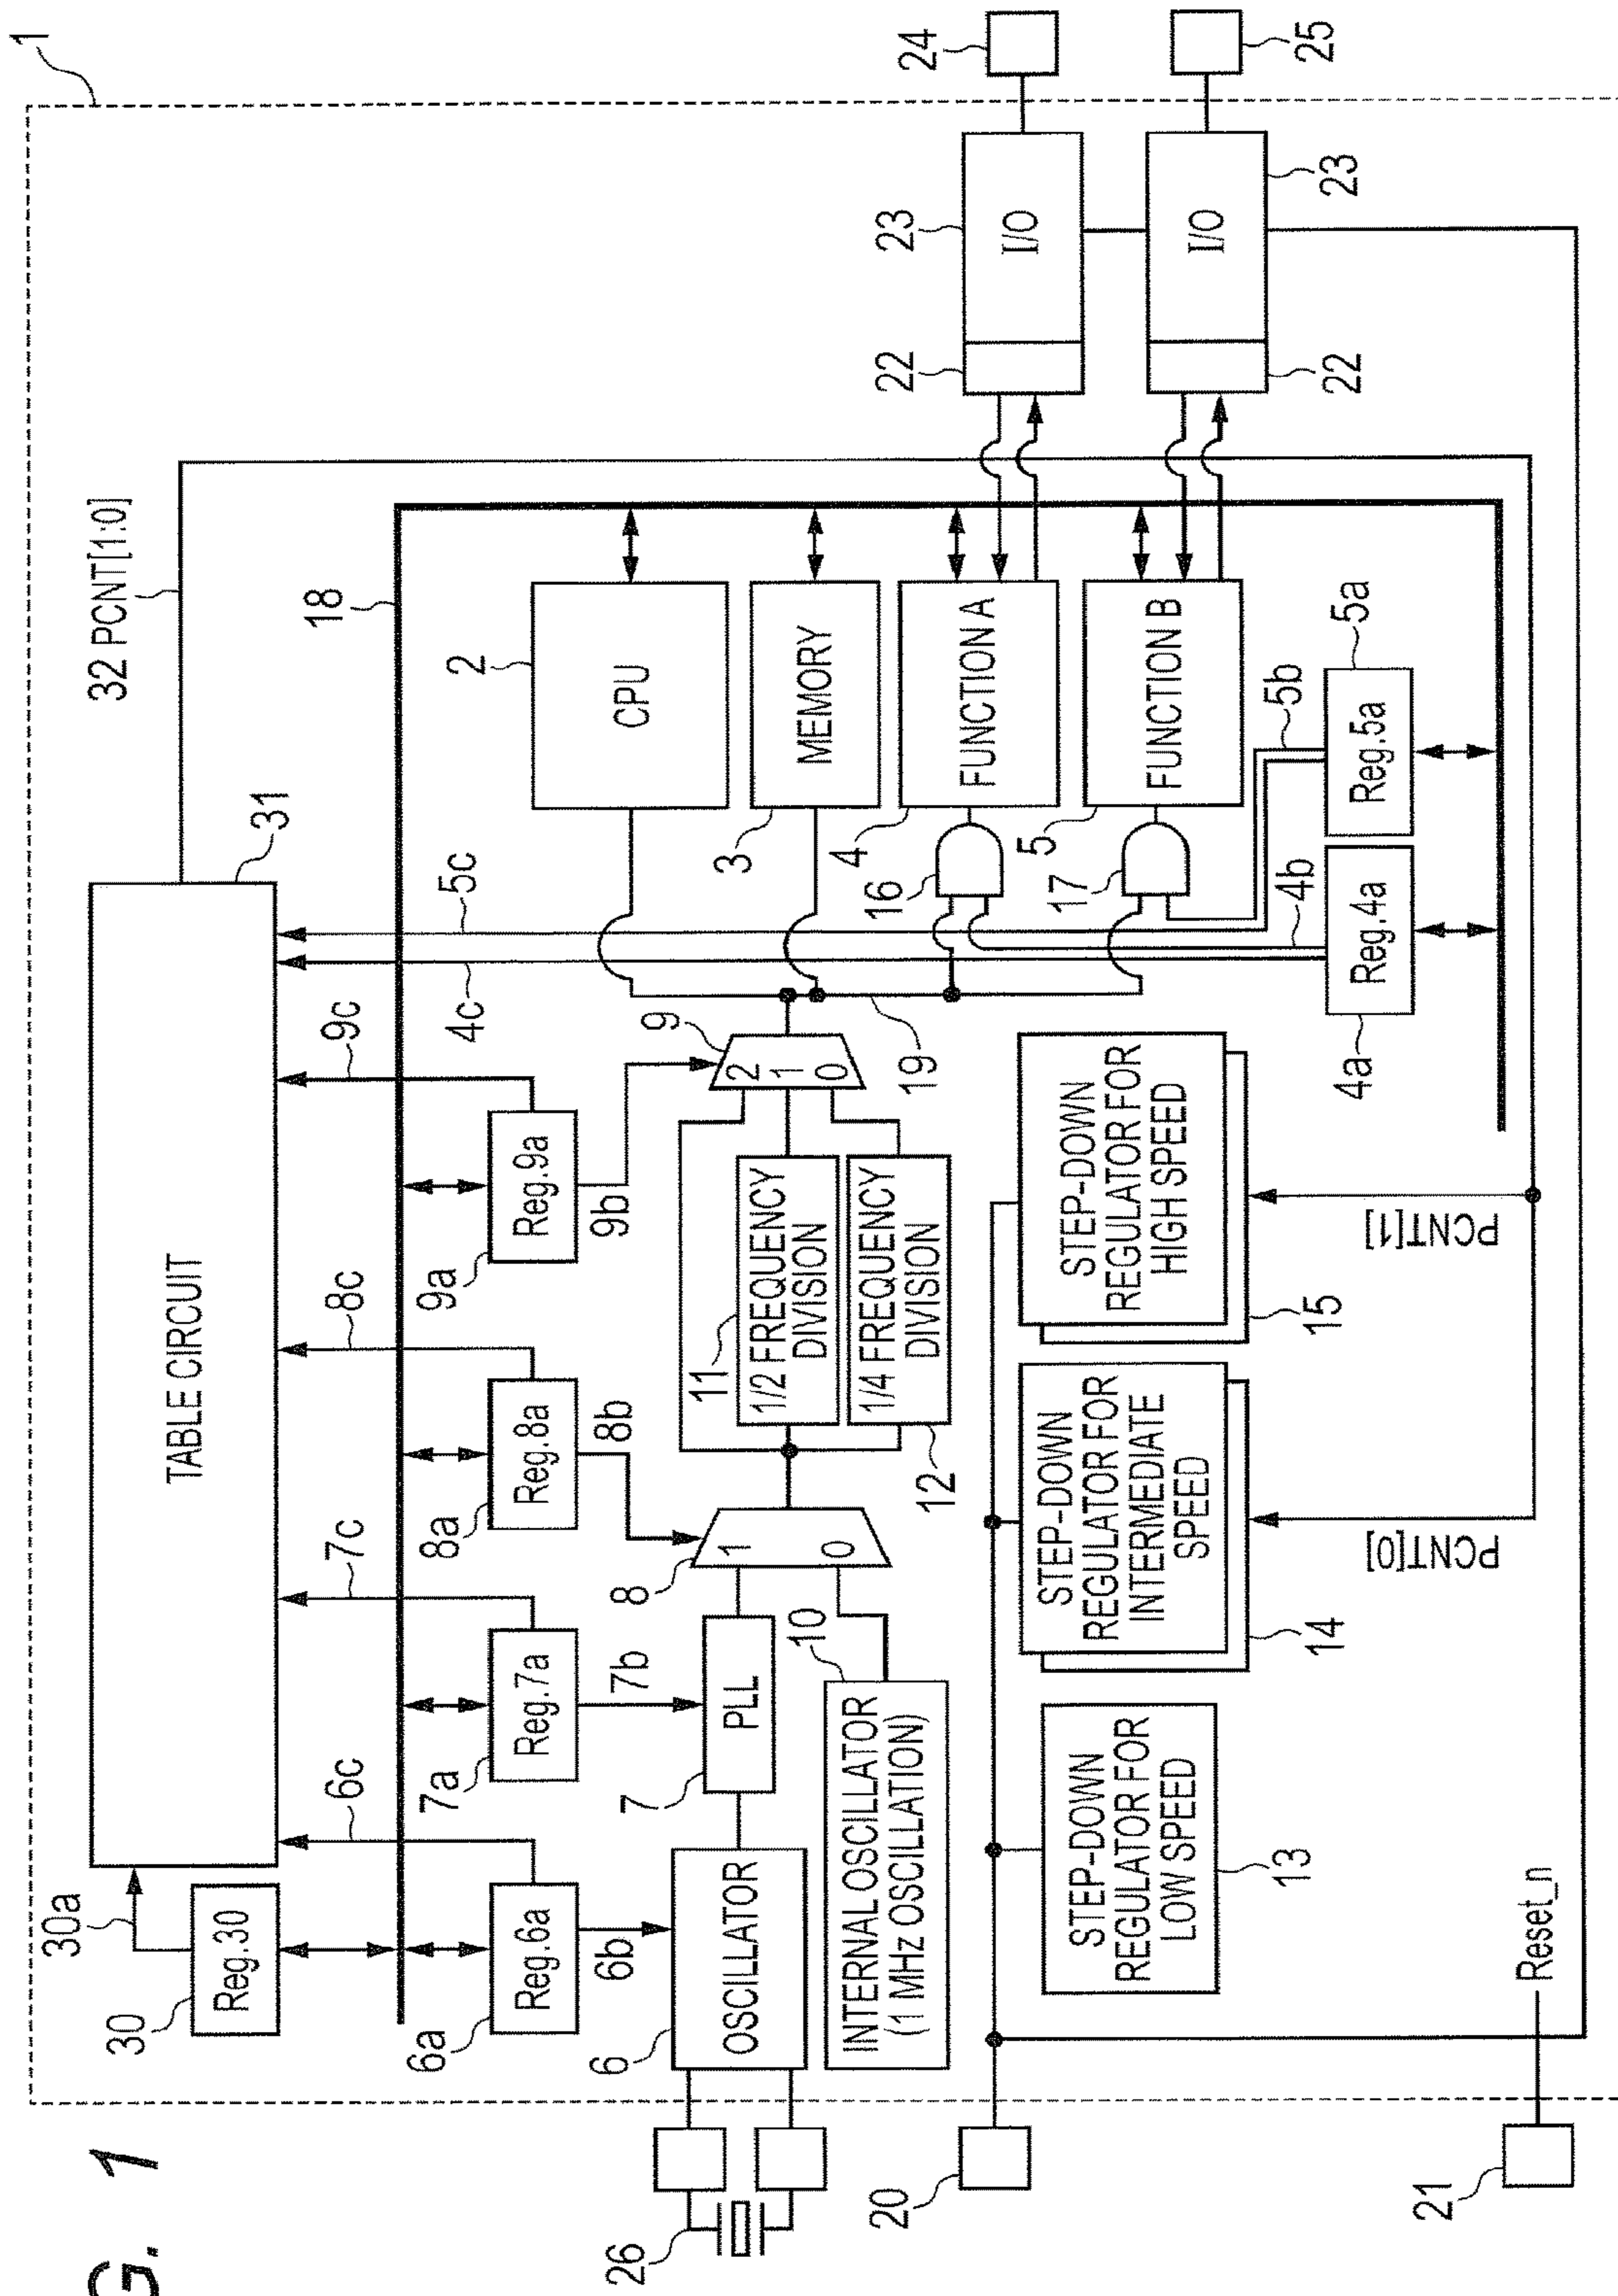 G. 1
1
32 PCNT[1:0]
30a
30
Reg.30
TABLE CIRCUIT
31
18
6c
7c
8c
9c
4c
5c
6a
Reg.6a
7a
Reg.7a
8a
Reg.8a
9a
Reg.9a
6b
7b
8b
9b
26
6
OSCILLATOR
7
PLL
8
1
0
9
2
1
0
11
1/2 FREQUENCY
DIVISION
12
1/4 FREQUENCY
DIVISION
10
INTERNAL OSCILLATOR
(1 MHz OSCILLATION)
19
2
CPU
3
MEMORY
4
FUNCTION A
16
5
FUNCTION B
17
22
23
I/O
24
22
23
I/O
25
20
STEP-DOWN
REGULATOR FOR
LOW SPEED
13
STEP-DOWN
REGULATOR FOR
INTERMEDIATE
SPEED
14
STEP-DOWN
REGULATOR FOR
HIGH SPEED
15
PCNT[0]
PCNT[1]
4a
Reg.4a
4b
5a
Reg.5a
5b
21
Reset_n